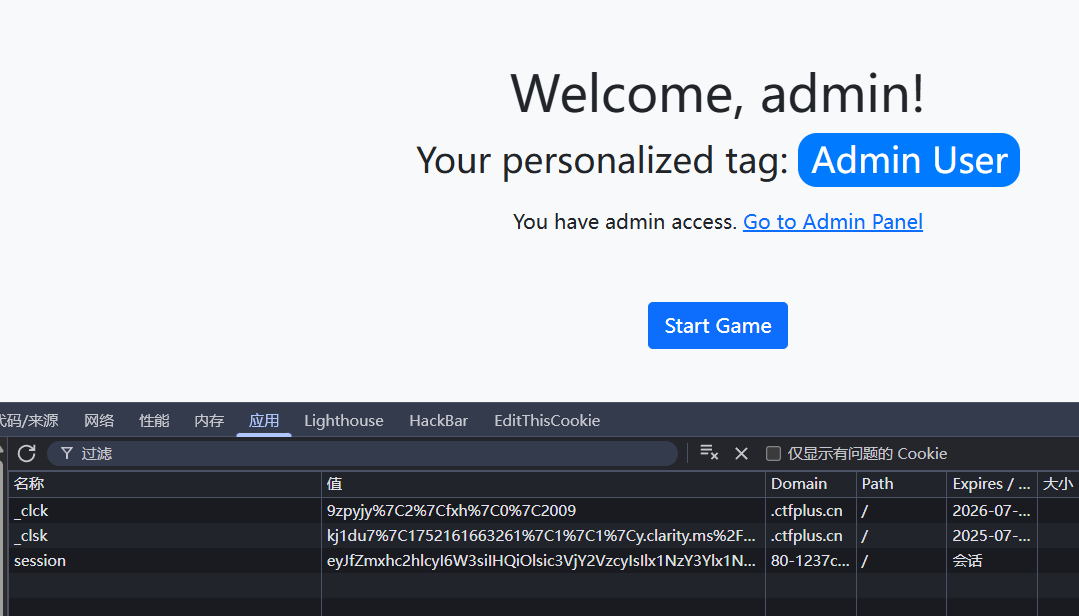 Welcome, admin!
Your personalized tag: Admin User
You have admin access. Go to Admin Panel
Start Game
代码/来源 网络 性能 内存 应用 Lighthouse HackBar EditThisCookie
过滤 仅显示有问题的 Cookie
名称 值 Domain Path Expires / ... 大小
_clck 9zpyjy%7C2%7Cfxh%7C0%7C2009 .ctfplus.cn / 2026-07-...
_clsk kj1du7%7C1752161663261%7C1%7C1%7Cy.clarity.ms%2F... .ctfplus.cn / 2025-07-...
session eyJfZmxhc2hlcyI6W3siIHQiOlsic3VjY2VzcyIsIlx1NzY3Ylx1N... 80-1237c... / 会话